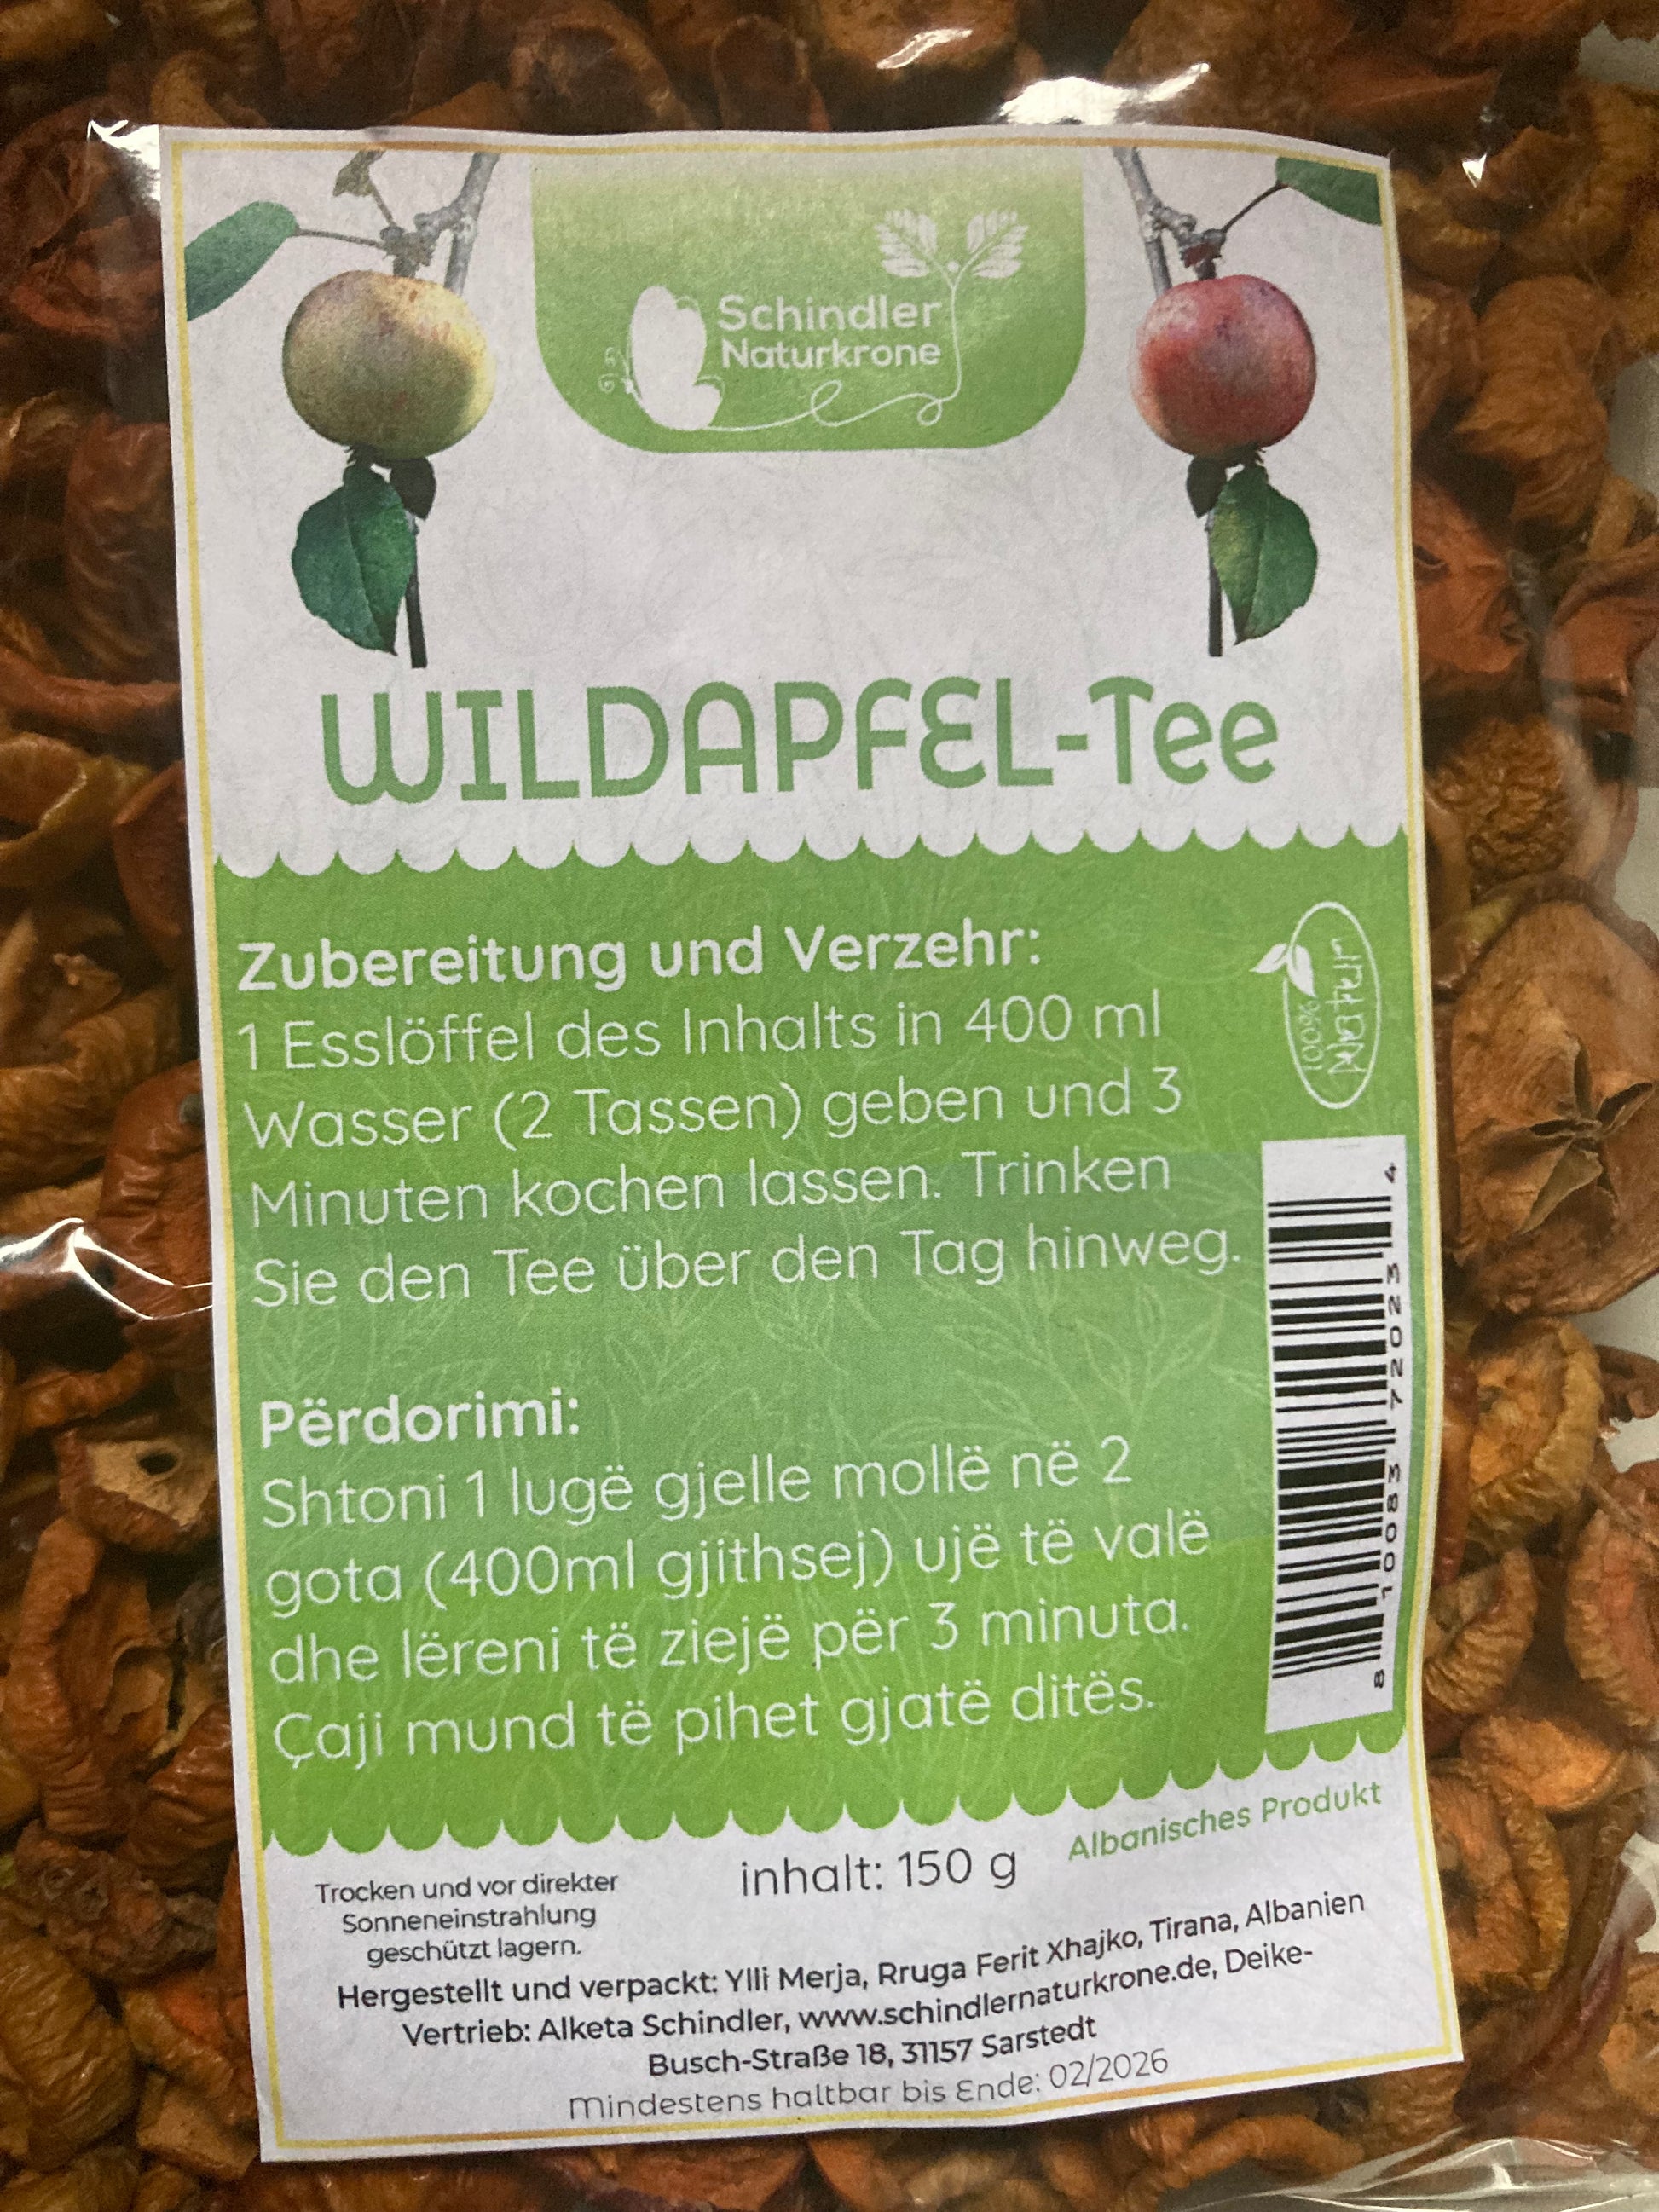 Schindler
Naturkrone
WILDAPFEL-Tee
Zubereitung und Verzehr:
1 Esslöffel des Inhalts in 400 ml
Wasser (2 Tassen) geben und 3
Minuten kochen lassen. Trinken
Sie den Tee über den Tag hinweg.
100%
Natur
Përdorimi:
Shtoni 1 lugë gjelle mollë në 2
gota (400ml gjithsej) ujë të valë
dhe lëreni të ziejë për 3 minuta.
Çaji mund të pihet gjatë ditës.
8 10083 72023 4
Albanisches Produkt
inhalt: 150 g
Trocken und vor direkter
Sonneneinstrahlung
geschützt lagern.
Hergestellt und verpackt: Ylli Merja, Rruga Ferit Xhajko, Tirana, Albanien
Vertrieb: Alketa Schindler, www.schindlernaturkrone.de, Deike-
Busch-Straße 18, 31157 Sarstedt
Mindestens haltbar bis Ende: 02/2026